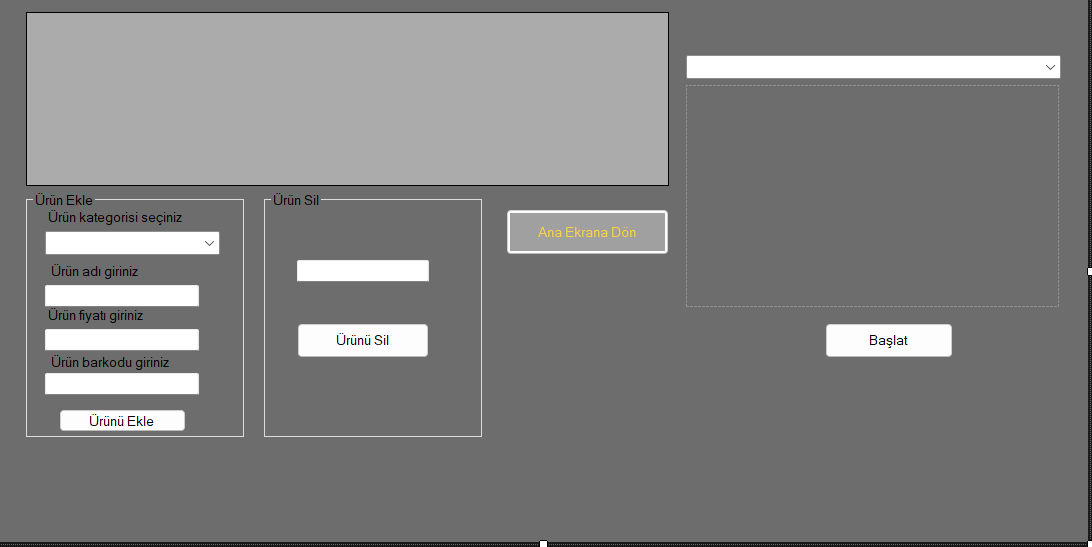 Ürün Ekle
Ürün kategorisi seçiniz
Ürün adı giriniz
Ürün fiyatı giriniz
Ürün barkodu giriniz
Ürünü Ekle
Ürün Sil
Ürünü Sil
Ana Ekrana Dön
Başlat